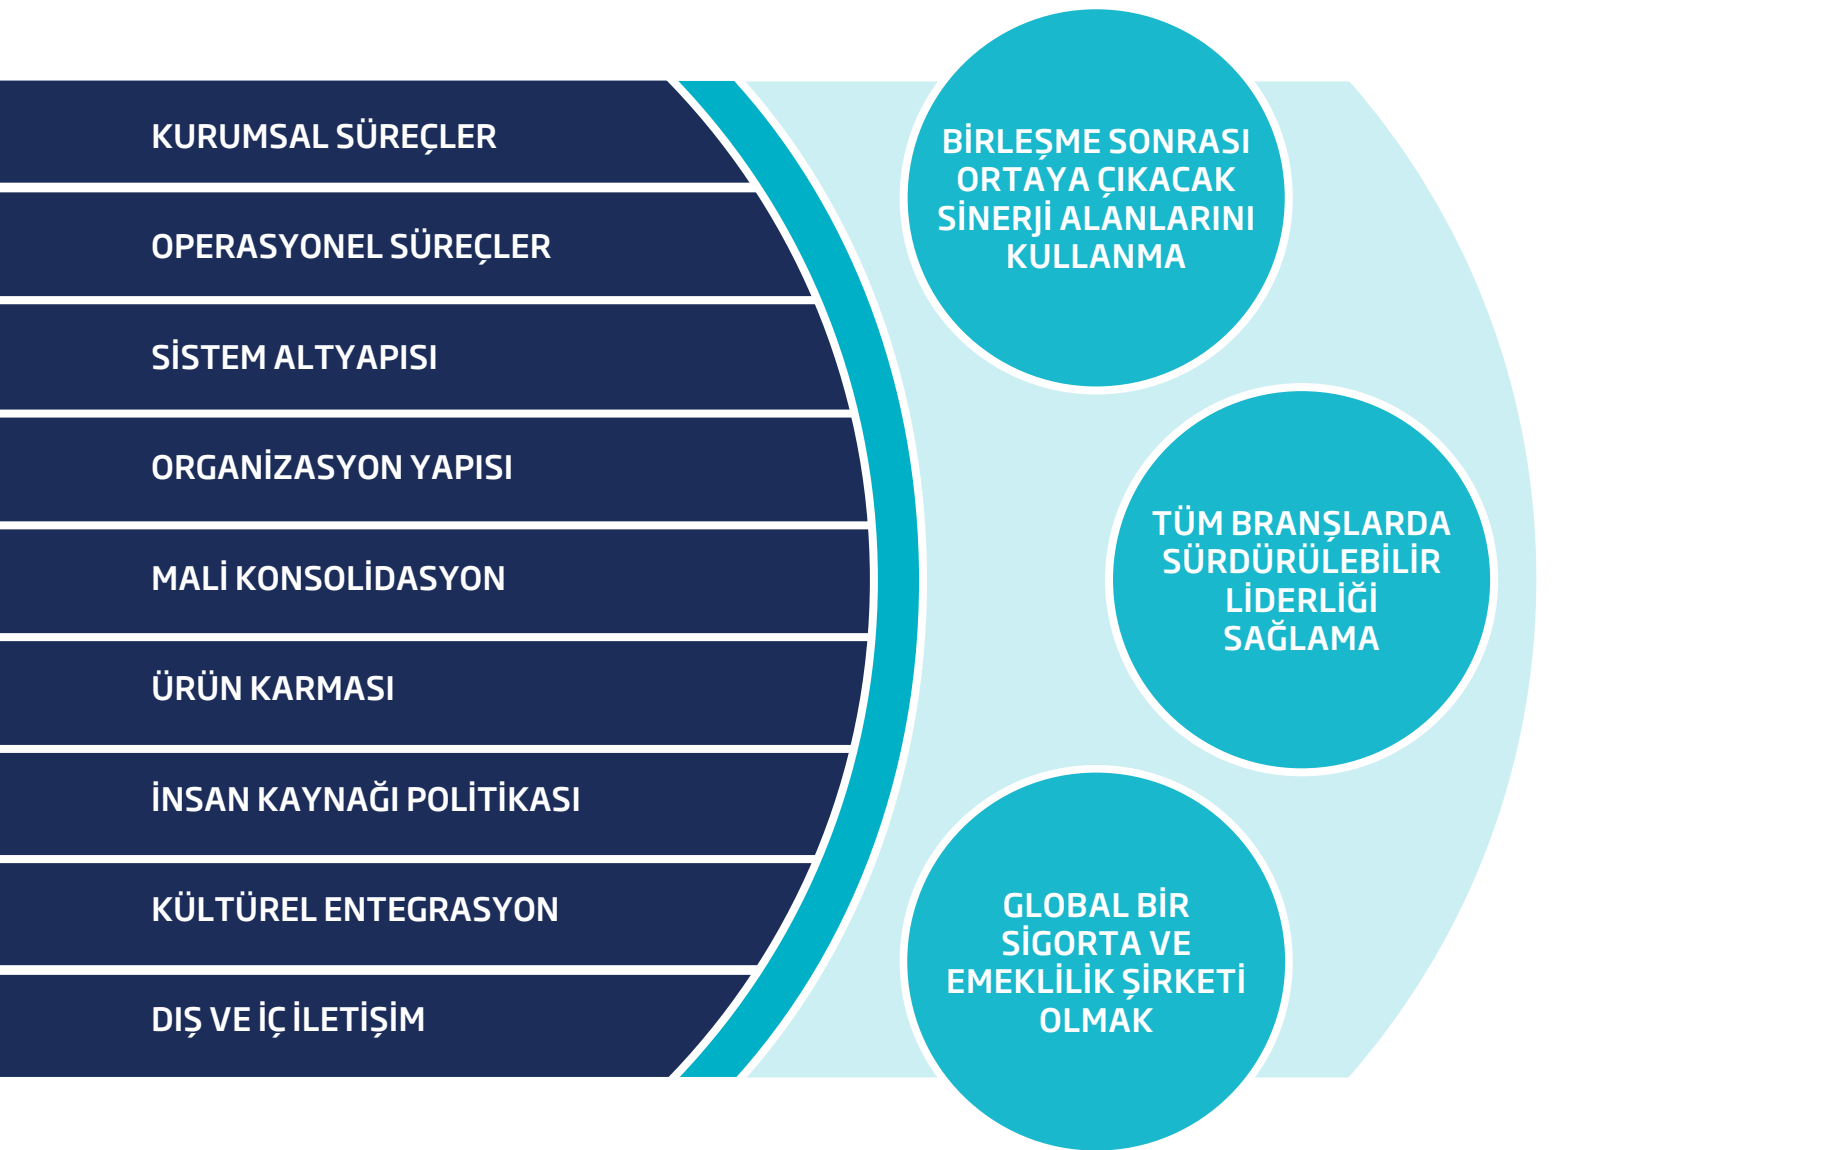 KURUMSAL SÜREÇLER
OPERASYONEL SÜREÇLER
SİSTEM ALTYAPISI
ORGANİZASYON YAPISI
MALİ KONSOLİDASYON
ÜRÜN KARMASI
İNSAN KAYNAĞI POLİTİKASI
KÜLTÜREL ENTEGRASYON
DIŞ VE İÇ İLETİŞİM
BİRLEŞME SONRASI
ORTAYA ÇIKACAK
SİNERJİ ALANLARINI
KULLANMA
TÜM BRANŞLARDA
SÜRDÜRÜLEBİLİR
LİDERLİĞİ
SAĞLAMA
GLOBAL BİR
SİGORTA VE
EMEKLİLİK ŞİRKETİ
OLMAK